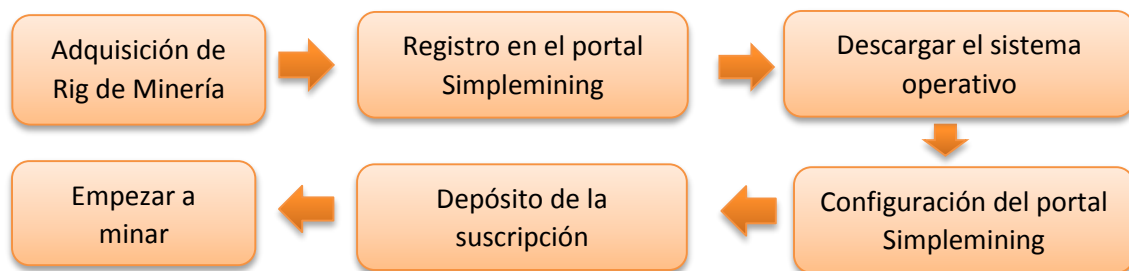 Adquisición de
Rig de Minería
Registro en el portal
Simplemining
Descargar el sistema
operativo
Configuración del portal
Simplemining
Depósito de la
suscripción
Empezar a
minar